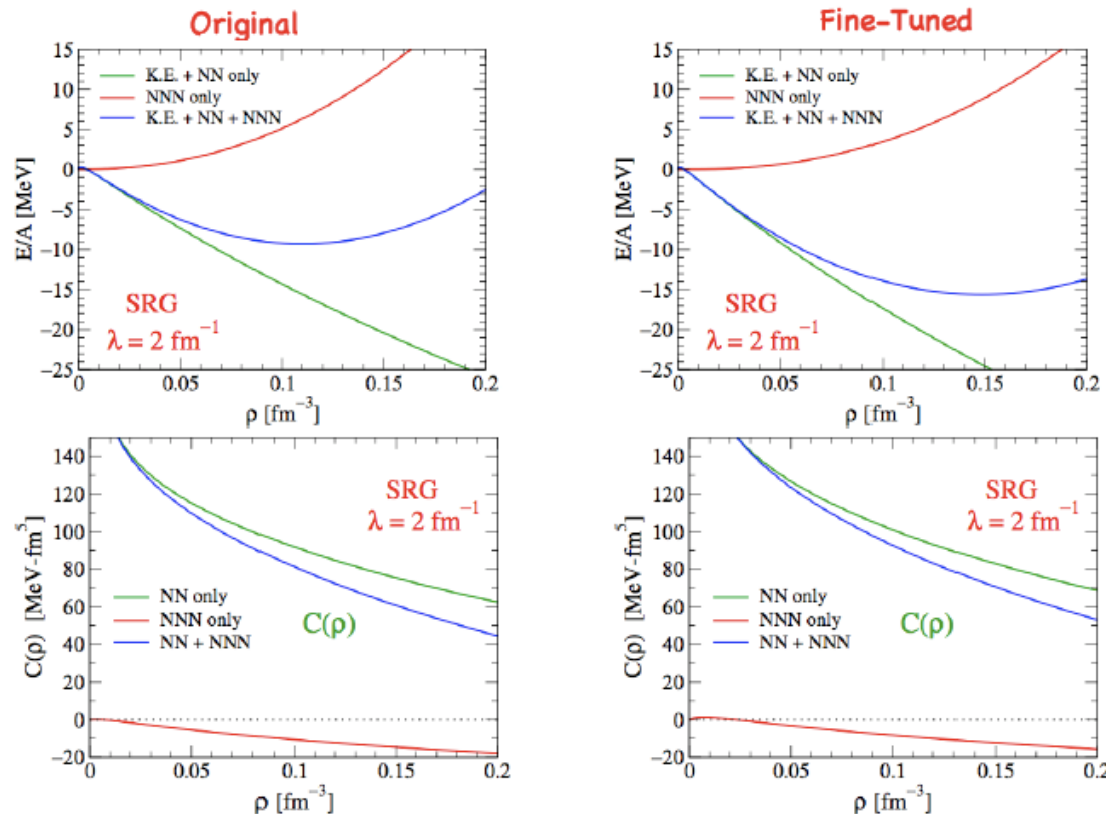 Original
Fine-Tuned
15
10
5
0
−5
−10
−15
−20
−25
E/A [MeV]
K.E. + NN only
NNN only
K.E. + NN + NNN
SRG
λ = 2 fm⁻¹
0
0.05
0.1
0.15
0.2
ρ [fm⁻³]
15
10
5
0
−5
−10
−15
−20
−25
E/A [MeV]
K.E. + NN only
NNN only
K.E. + NN + NNN
SRG
λ = 2 fm⁻¹
0
0.05
0.1
0.15
0.2
ρ [fm⁻³]
140
120
100
80
60
40
20
0
−20
C(ρ) [MeV-fm⁵]
SRG
λ = 2 fm⁻¹
NN only
NNN only
NN + NNN
C(ρ)
0
0.05
0.1
0.15
0.2
ρ [fm⁻³]
140
120
100
80
60
40
20
0
−20
C(ρ) [MeV-fm⁵]
SRG
λ = 2 fm⁻¹
NN only
NNN only
NN + NNN
C(ρ)
0
0.05
0.1
0.15
0.2
ρ [fm⁻³]